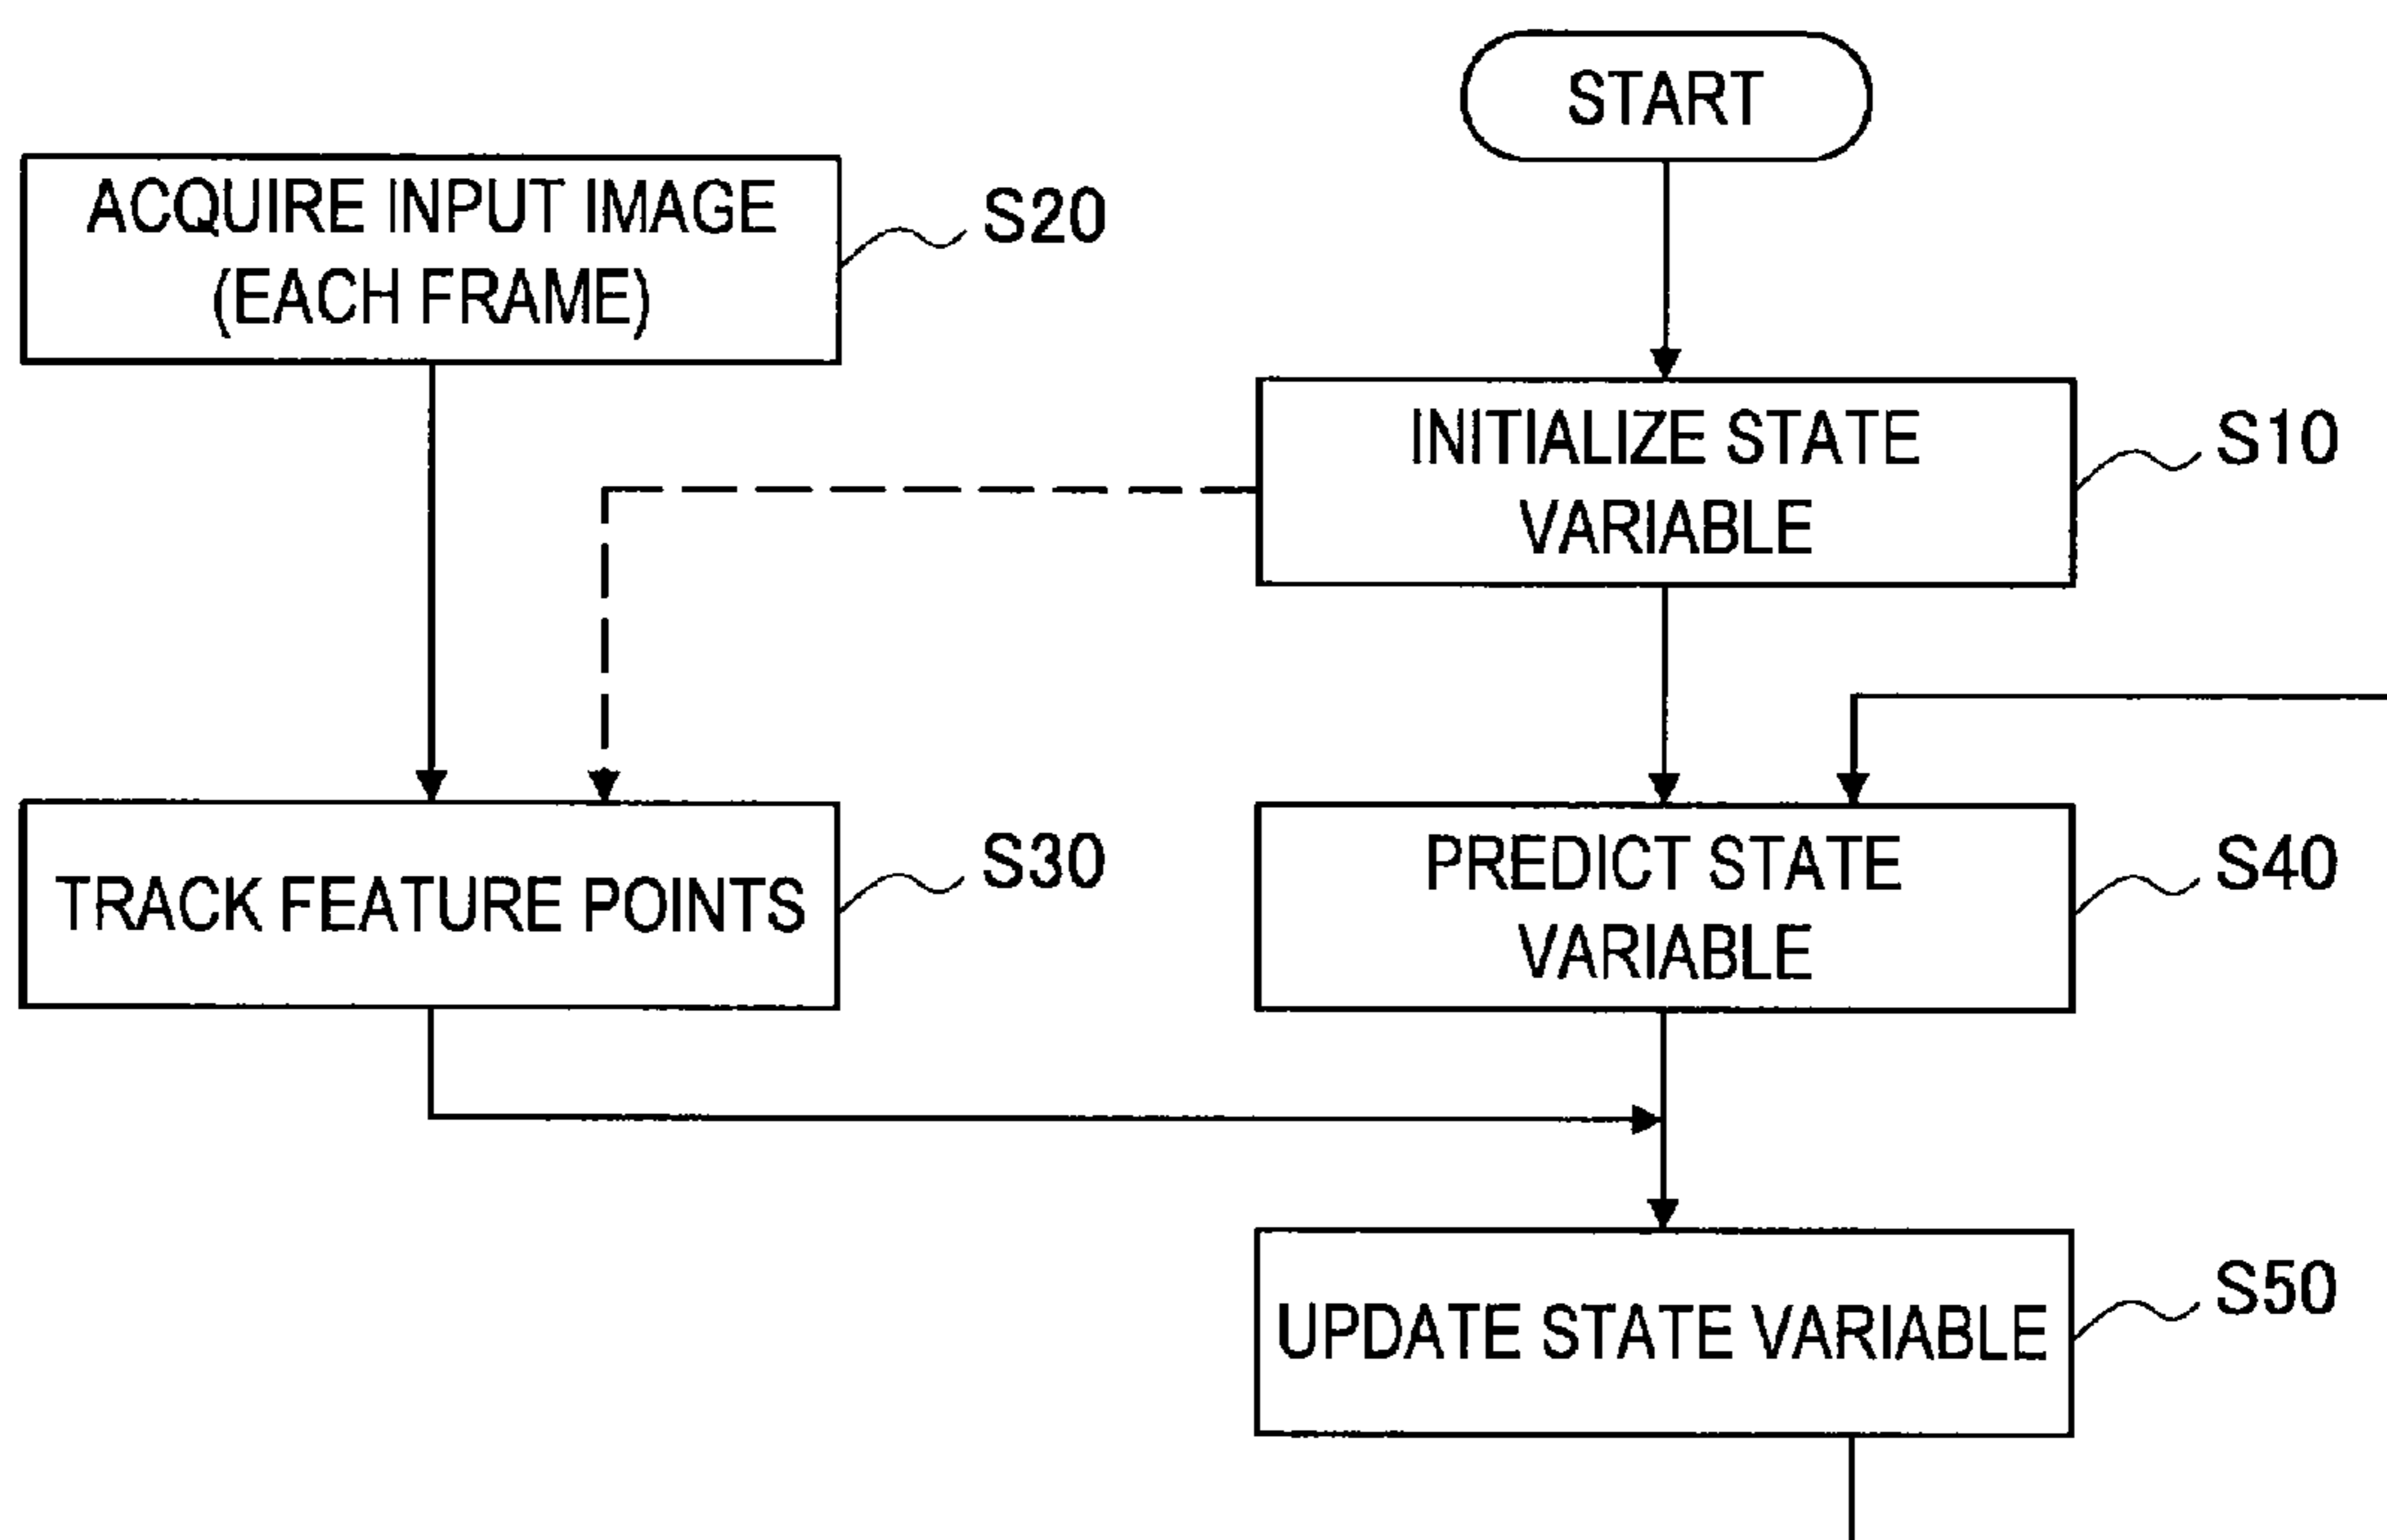 START
ACQUIRE INPUT IMAGE
(EACH FRAME)
S20
INITIALIZE STATE
VARIABLE
S10
TRACK FEATURE POINTS
S30
PREDICT STATE
VARIABLE
S40
UPDATE STATE VARIABLE
S50